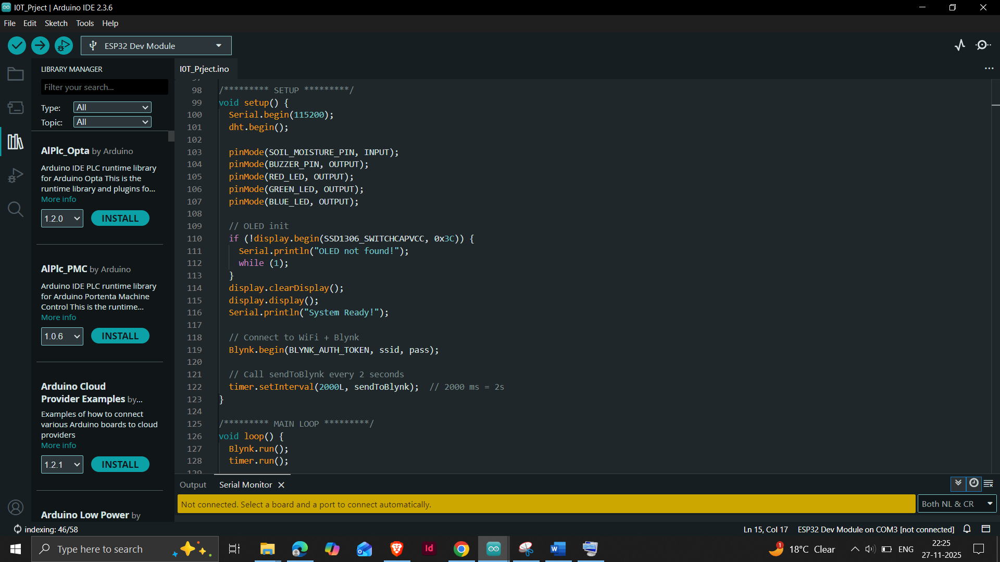 I0T_Prject | Arduino IDE 2.3.6
File Edit Sketch Tools Help
ESP32 Dev Module
LIBRARY MANAGER
Filter your search...
Type: All
Topic: All
AlPlc_Opta by Arduino
Arduino IDE PLC runtime library
for Arduino Opta This is the
runtime library and plugins fo...
More info
1.2.0 INSTALL
AlPlc_PMC by Arduino
Arduino IDE PLC runtime library
for Arduino Portenta Machine
Control This is the runtime...
More info
1.0.6 INSTALL
Arduino Cloud
Provider Examples by...
Examples of how to connect
various Arduino boards to cloud
providers
More info
1.2.1 INSTALL
Arduino Low Power by
I0T_Prject.ino
98 /********* SETUP *********/
99 void setup() {
100 Serial.begin(115200);
101 dht.begin();
102
103 pinMode(SOIL_MOISTURE_PIN, INPUT);
104 pinMode(BUZZER_PIN, OUTPUT);
105 pinMode(RED_LED, OUTPUT);
106 pinMode(GREEN_LED, OUTPUT);
107 pinMode(BLUE_LED, OUTPUT);
108
109 // OLED init
110 if (!display.begin(SSD1306_SWITCHCAPVCC, 0x3C)) {
111 Serial.println("OLED not found!");
112 while (1);
113 }
114 display.clearDisplay();
115 display.display();
116 Serial.println("System Ready!");
117
118 // Connect to WiFi + Blynk
119 Blynk.begin(BLYNK_AUTH_TOKEN, ssid, pass);
120
121 // Call sendToBlynk every 2 seconds
122 timer.setInterval(2000L, sendToBlynk); // 2000 ms = 2s
123 }
124
125 /********* MAIN LOOP *********/
126 void loop() {
127 Blynk.run();
128 timer.run();
129
Output Serial Monitor
Not connected. Select a board and a port to connect automatically.
Both NL & CR
indexing: 46/58
Ln 15, Col 17 ESP32 Dev Module on COM3 [not connected]
Type here to search
Id
1
18°C Clear
ENG
22:25
27-11-2025